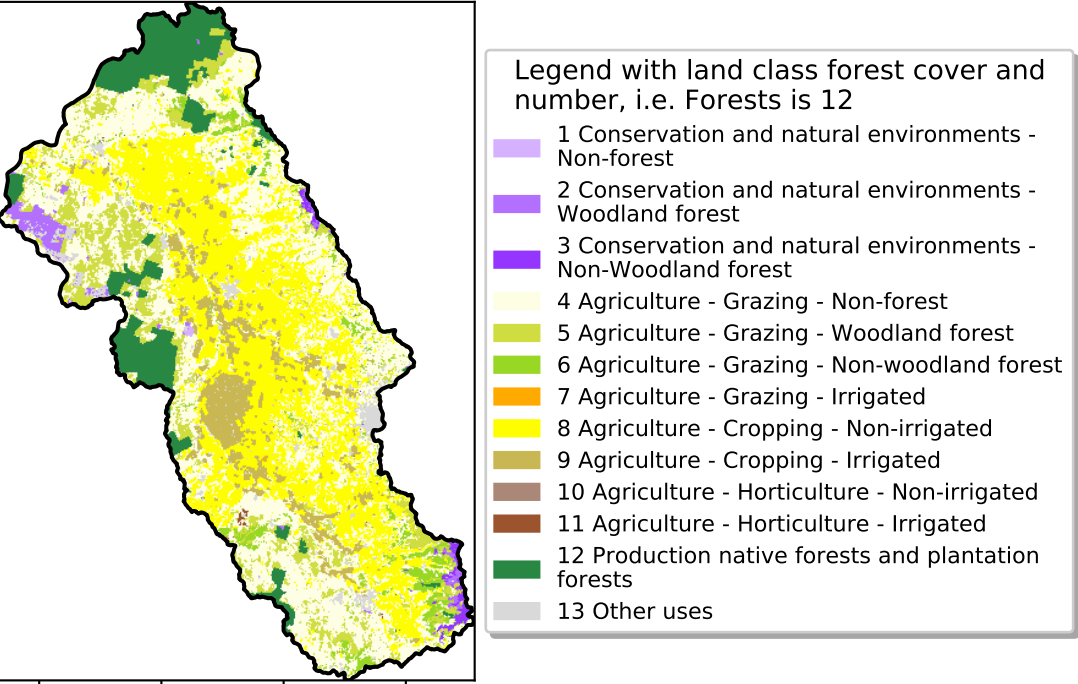 Legend with land class forest cover and
number, i.e. Forests is 12
1 Conservation and natural environments -
Non-forest
2 Conservation and natural environments -
Woodland forest
3 Conservation and natural environments -
Non-Woodland forest
4 Agriculture - Grazing - Non-forest
5 Agriculture - Grazing - Woodland forest
6 Agriculture - Grazing - Non-woodland forest
7 Agriculture - Grazing - Irrigated
8 Agriculture - Cropping - Non-irrigated
9 Agriculture - Cropping - Irrigated
10 Agriculture - Horticulture - Non-irrigated
11 Agriculture - Horticulture - Irrigated
12 Production native forests and plantation
forests
13 Other uses